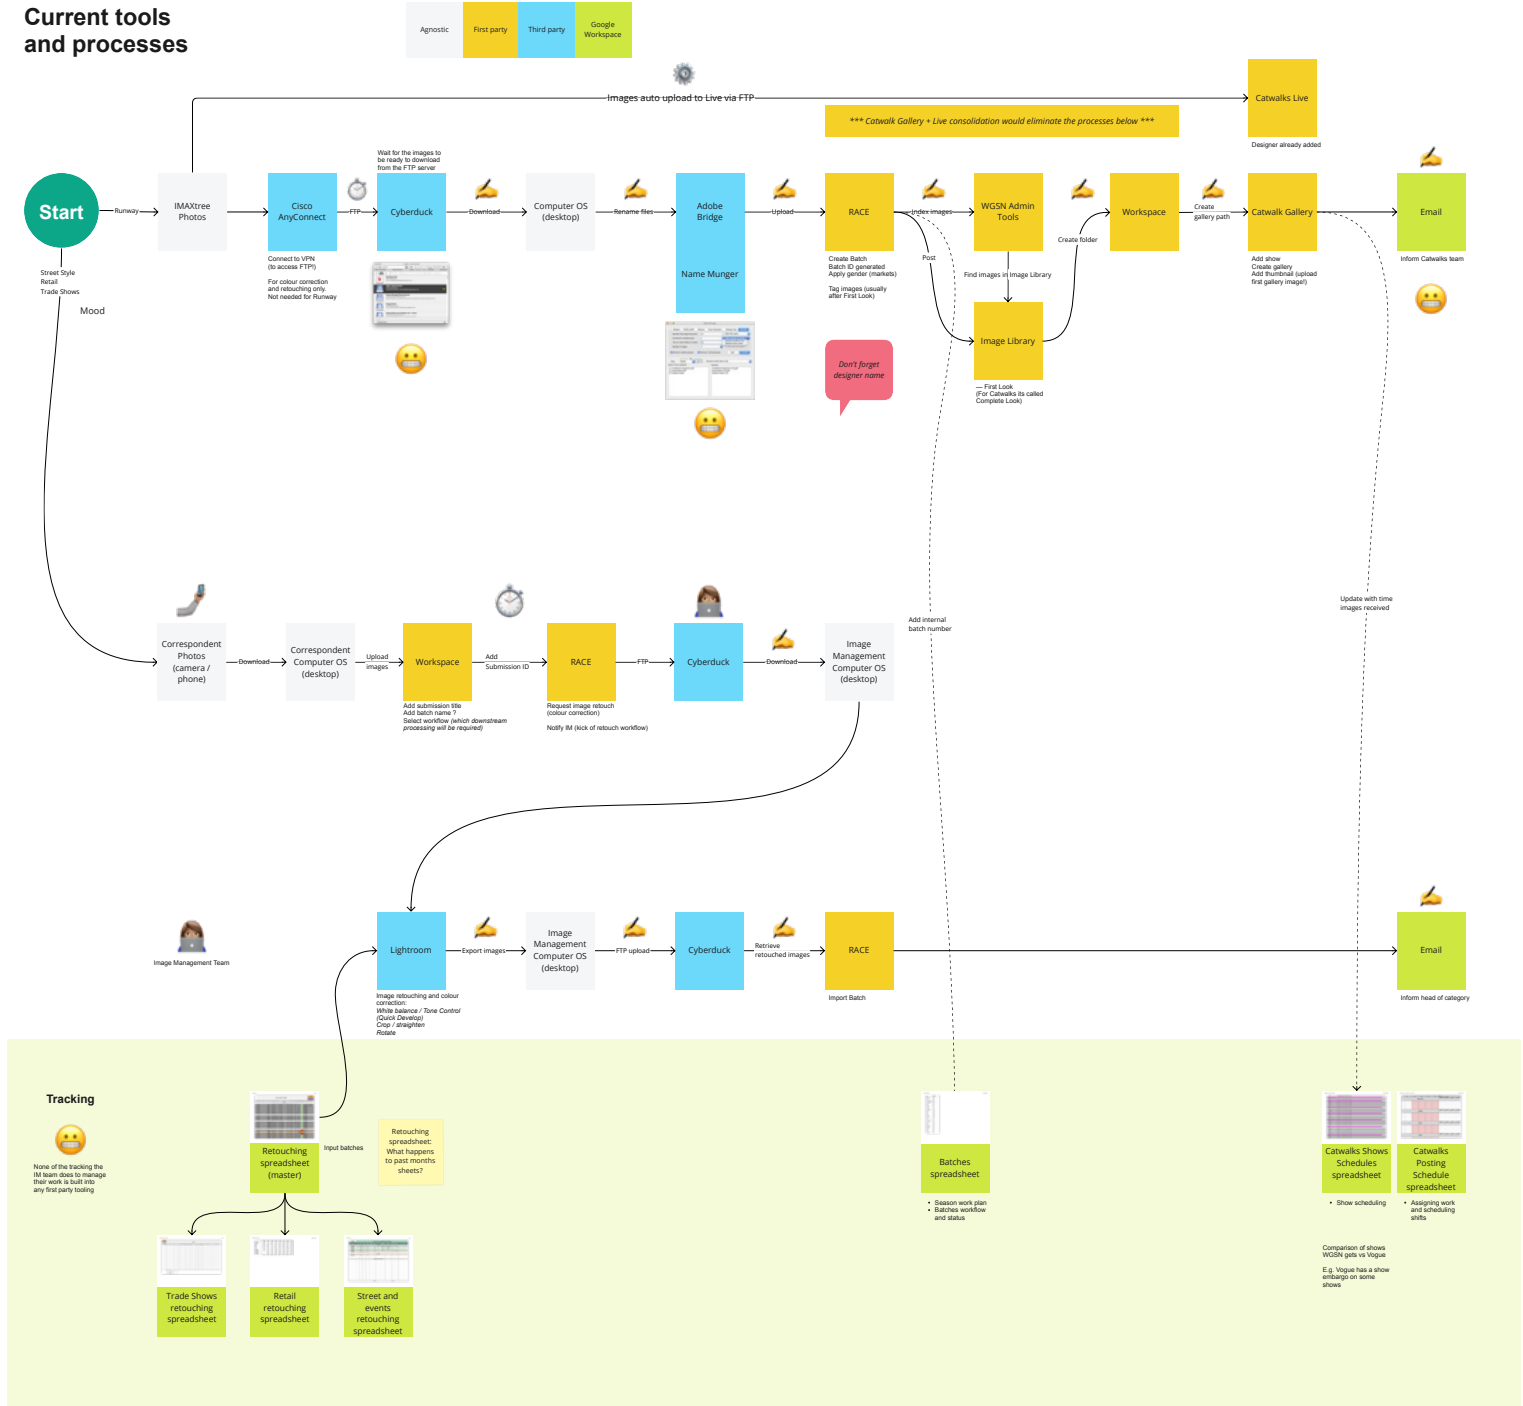 Current tools
and processes
Agnostic
First party
Third party
Google
Workspace
Images auto upload to Live via FTP
Catwalks Live
Designer already added
*** Catwalk Gallery + Live consolidation would eliminate the processes below ***
Start
Runway
IMAXtree
Photos
Cisco
AnyConnect
Connect to VPN
(to access FTP!)
For colour correction
and retouching only.
Not needed for Runway
FTP
Wait for the images to
be ready to download
from the FTP server
Cyberduck
Download
Computer OS
(desktop)
Rename files
Adobe
Bridge
Name Munger
Upload
RACE
Create Batch
Batch ID generated
Apply gender (markets)
Tag images (usually
after First Look)
Don't forget
designer name
Index images
Post
WGSN Admin
Tools
Find images in Image Library
Image Library
— First Look
(For Catwalks its called
Complete Look)
Create folder
Workspace
Create
gallery path
Catwalk Gallery
Add show
Create gallery
Add thumbnail (upload
first gallery image!)
Email
Inform Catwalks team
Street Style
Retail
Trade Shows
Mood
Correspondent
Photos
(camera /
phone)
Download
Correspondent
Computer OS
(desktop)
Upload
images
Workspace
Add submission title
Add batch name ?
Select workflow (which downstream
processing will be required)
Add
Submission ID
RACE
Request image retouch
(colour correction)
Notify IM (kick of retouch workflow)
FTP
Cyberduck
Download
Image
Management
Computer OS
(desktop)
Add internal
batch number
Update with time
images received
Image Management Team
Lightroom
Image retouching and colour
correction:
White balance / Tone Control
(Quick Develop)
Crop / straighten
Rotate
Export images
Image
Management
Computer OS
(desktop)
FTP upload
Cyberduck
Retrieve
retouched images
RACE
Import Batch
Email
Inform head of category
Tracking
None of the tracking the
IM team does to manage
their work is built into
any first party tooling
Retouching
spreadsheet
(master)
Input batches
Retouching
spreadsheet:
What happens
to past months
sheets?
Trade Shows
retouching
spreadsheet
Retail
retouching
spreadsheet
Street and
events
retouching
spreadsheet
Batches
spreadsheet
• Season work plan
• Batches workflow
and status
Catwalks Shows
Schedules
spreadsheet
• Show scheduling
Comparison of shows
WGSN gets vs Vogue
E.g. Vogue has a show
embargo on some
shows
Catwalks
Posting
Schedule
spreadsheet
• Assigning work
and scheduling
shifts